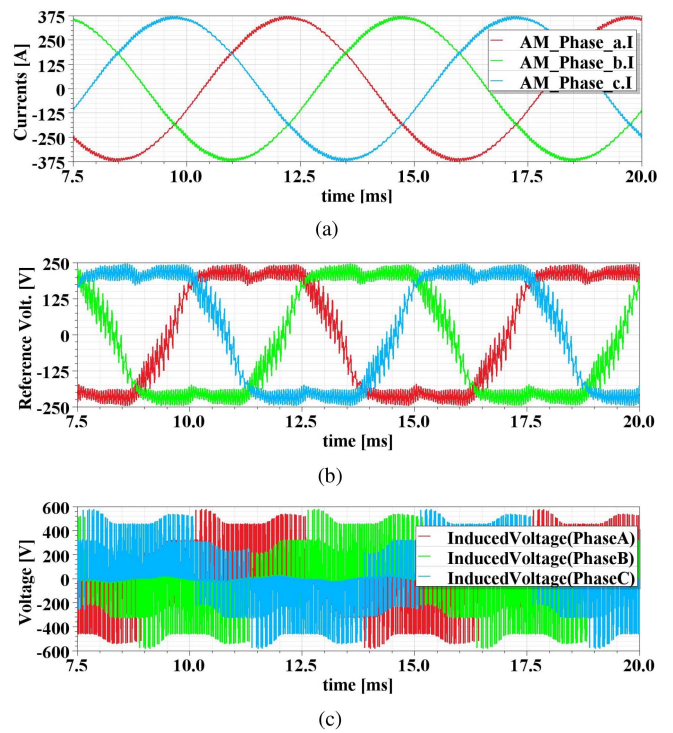 375
250
125
0
-125
-250
-375
Currents [A]
AM_Phase_a.I
AM_Phase_b.I
AM_Phase_c.I
7.5 10.0 12.5 15.0 17.5 20.0
time [ms]
(a)
250
125
0
-125
-250
Reference Volt. [V]
7.5 10.0 12.5 15.0 17.5 20.0
time [ms]
(b)
600
400
200
0
-200
-400
-600
Voltage [V]
InducedVoltage(PhaseA)
InducedVoltage(PhaseB)
InducedVoltage(PhaseC)
7.5 10.0 12.5 15.0 17.5 20.0
time [ms]
(c)